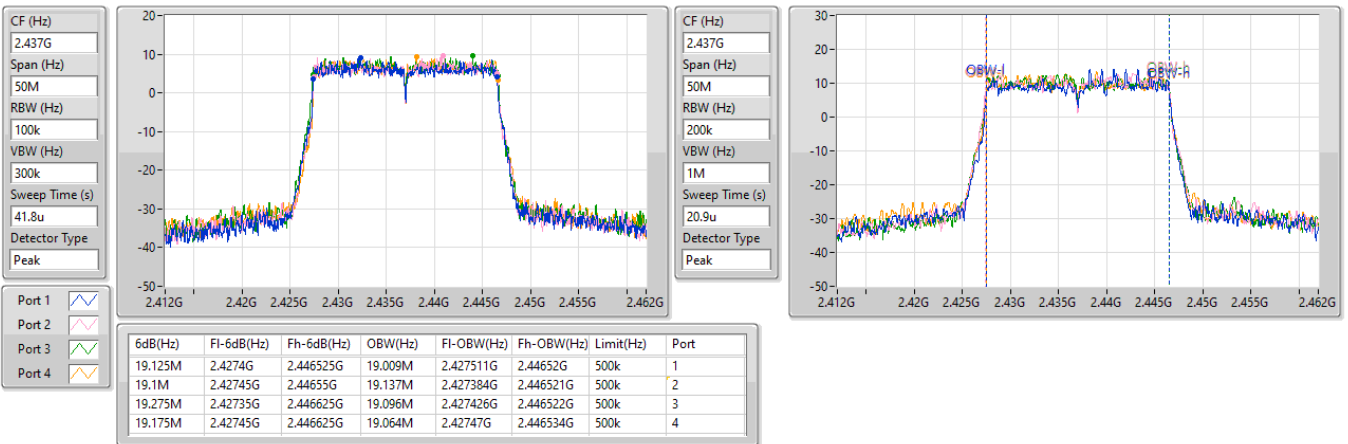 CF (Hz)
2.437G
Span (Hz)
50M
RBW (Hz)
100k
VBW (Hz)
300k
Sweep Time (s)
41.8u
Detector Type
Peak
20
10
0
-10
-20
-30
-40
-50
2.412G 2.42G 2.425G 2.43G 2.435G 2.44G 2.445G 2.45G 2.455G 2.462G
CF (Hz)
2.437G
Span (Hz)
50M
RBW (Hz)
200k
VBW (Hz)
1M
Sweep Time (s)
20.9u
Detector Type
Peak
30
20
10
0
-10
-20
-30
-40
-50
OBW-l OBW-h
2.412G 2.42G 2.425G 2.43G 2.435G 2.44G 2.445G 2.45G 2.455G 2.462G
Port 1
Port 2
Port 3
Port 4
6dB(Hz) Fl-6dB(Hz) Fh-6dB(Hz) OBW(Hz) Fl-OBW(Hz) Fh-OBW(Hz) Limit(Hz) Port
19.125M 2.4274G 2.446525G 19.009M 2.427511G 2.44652G 500k 1
19.1M 2.42745G 2.44655G 19.137M 2.427384G 2.446521G 500k 2
19.275M 2.42735G 2.446625G 19.096M 2.427426G 2.446522G 500k 3
19.175M 2.42745G 2.446625G 19.064M 2.42747G 2.446534G 500k 4